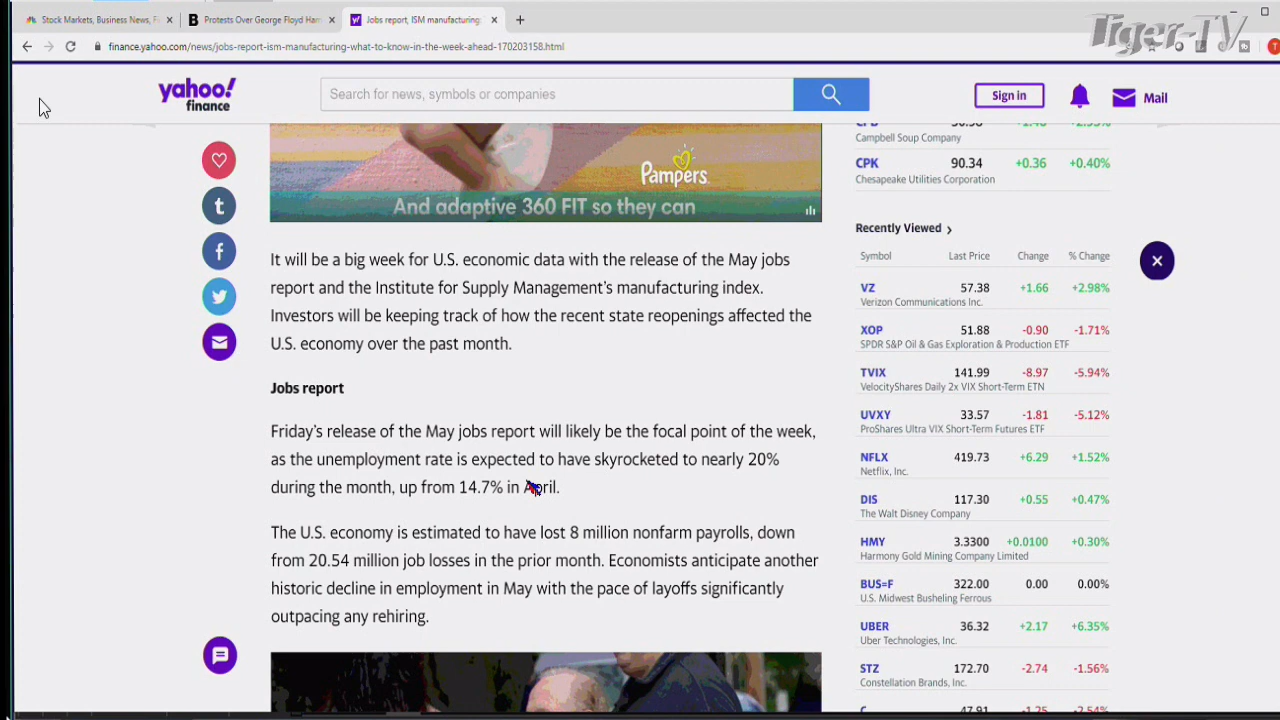 Stock Markets, Business News, F
Protests Over George Floyd Har
Jobs report, ISM manufacturing:
Tiger-TV
finance.yahoo.com/news/jobs-report-ism-manufacturing-what-to-know-in-the-week-ahead-170203158.html
yahoo!
finance
Search for news, symbols or companies
Sign in
Mail
Pampers
And adaptive 360 FIT so they can
It will be a big week for U.S. economic data with the release of the May jobs
report and the Institute for Supply Management's manufacturing index.
Investors will be keeping track of how the recent state reopenings affected the
U.S. economy over the past month.
Jobs report
Friday's release of the May jobs report will likely be the focal point of the week,
as the unemployment rate is expected to have skyrocketed to nearly 20%
during the month, up from 14.7% in April.
The U.S. economy is estimated to have lost 8 million nonfarm payrolls, down
from 20.54 million job losses in the prior month. Economists anticipate another
historic decline in employment in May with the pace of layoffs significantly
outpacing any rehiring.
Campbell Soup Company
CPK 90.34 +0.36 +0.40%
Chesapeake Utilities Corporation
Recently Viewed
Symbol Last Price Change % Change
VZ 57.38 +1.66 +2.98%
Verizon Communications Inc.
XOP 51.88 -0.90 -1.71%
SPDR S&P Oil & Gas Exploration & Production ETF
TVIX 141.99 -8.97 -5.94%
VelocityShares Daily 2x VIX Short-Term ETN
UVXY 33.57 -1.81 -5.12%
ProShares Ultra VIX Short-Term Futures ETF
NFLX 419.73 +6.29 +1.52%
Netflix, Inc.
DIS 117.30 +0.55 +0.47%
The Walt Disney Company
HMY 3.3300 +0.0100 +0.30%
Harmony Gold Mining Company Limited
BUS=F 322.00 0.00 0.00%
U.S. Midwest Busheling Ferrous
UBER 36.32 +2.17 +6.35%
Uber Technologies, Inc.
STZ 172.70 -2.74 -1.56%
Constellation Brands, Inc.
C 47.91 -1.25 -2.54%